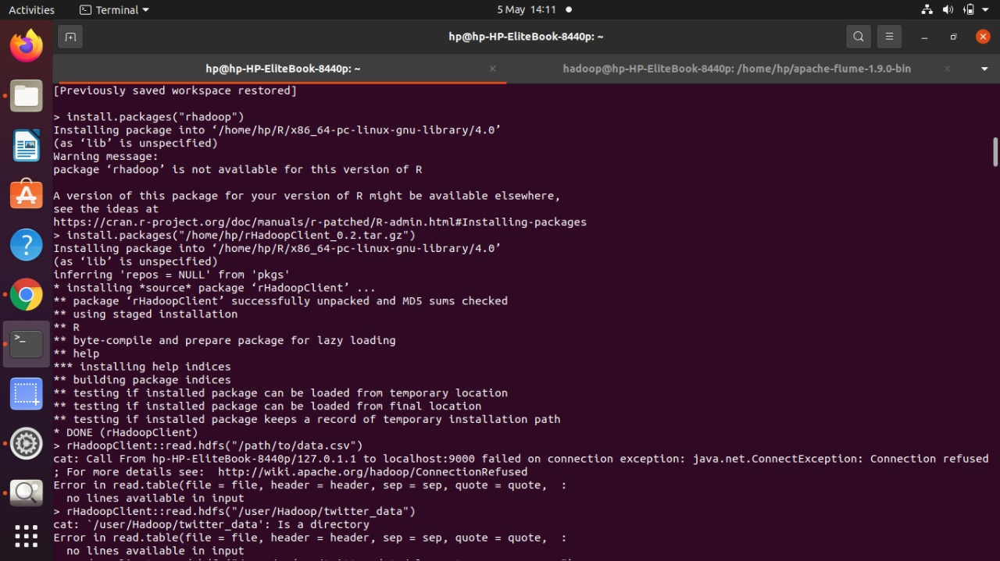 Activities
Terminal
5 May 14:11
hp@hp-HP-EliteBook-8440p: ~
hp@hp-HP-EliteBook-8440p: ~
hadoop@hp-HP-EliteBook-8440p: /home/hp/apache-flume-1.9.0-bin
[Previously saved workspace restored]
> install.packages("rhadoop")
Installing package into ‘/home/hp/R/x86_64-pc-linux-gnu-library/4.0’
(as ‘lib’ is unspecified)
Warning message:
package ‘rhadoop’ is not available for this version of R
A version of this package for your version of R might be available elsewhere,
see the ideas at
https://cran.r-project.org/doc/manuals/r-patched/R-admin.html#Installing-packages
> install.packages("/home/hp/rHadoopClient_0.2.tar.gz")
Installing package into ‘/home/hp/R/x86_64-pc-linux-gnu-library/4.0’
(as ‘lib’ is unspecified)
inferring 'repos = NULL' from 'pkgs'
* installing *source* package ‘rHadoopClient’ ...
** package ‘rHadoopClient’ successfully unpacked and MD5 sums checked
** using staged installation
** R
** byte-compile and prepare package for lazy loading
** help
*** installing help indices
** building package indices
** testing if installed package can be loaded from temporary location
** testing if installed package can be loaded from final location
** testing if installed package keeps a record of temporary installation path
* DONE (rHadoopClient)
> rHadoopClient::read.hdfs("/path/to/data.csv")
cat: Call From hp-HP-EliteBook-8440p/127.0.1.1 to localhost:9000 failed on connection exception: java.net.ConnectException: Connection refused
; For more details see:  http://wiki.apache.org/hadoop/ConnectionRefused
Error in read.table(file = file, header = header, sep = sep, quote = quote,  :
  no lines available in input
> rHadoopClient::read.hdfs("/user/Hadoop/twitter_data")
cat: `/user/Hadoop/twitter_data': Is a directory
Error in read.table(file = file, header = header, sep = sep, quote = quote,  :
  no lines available in input